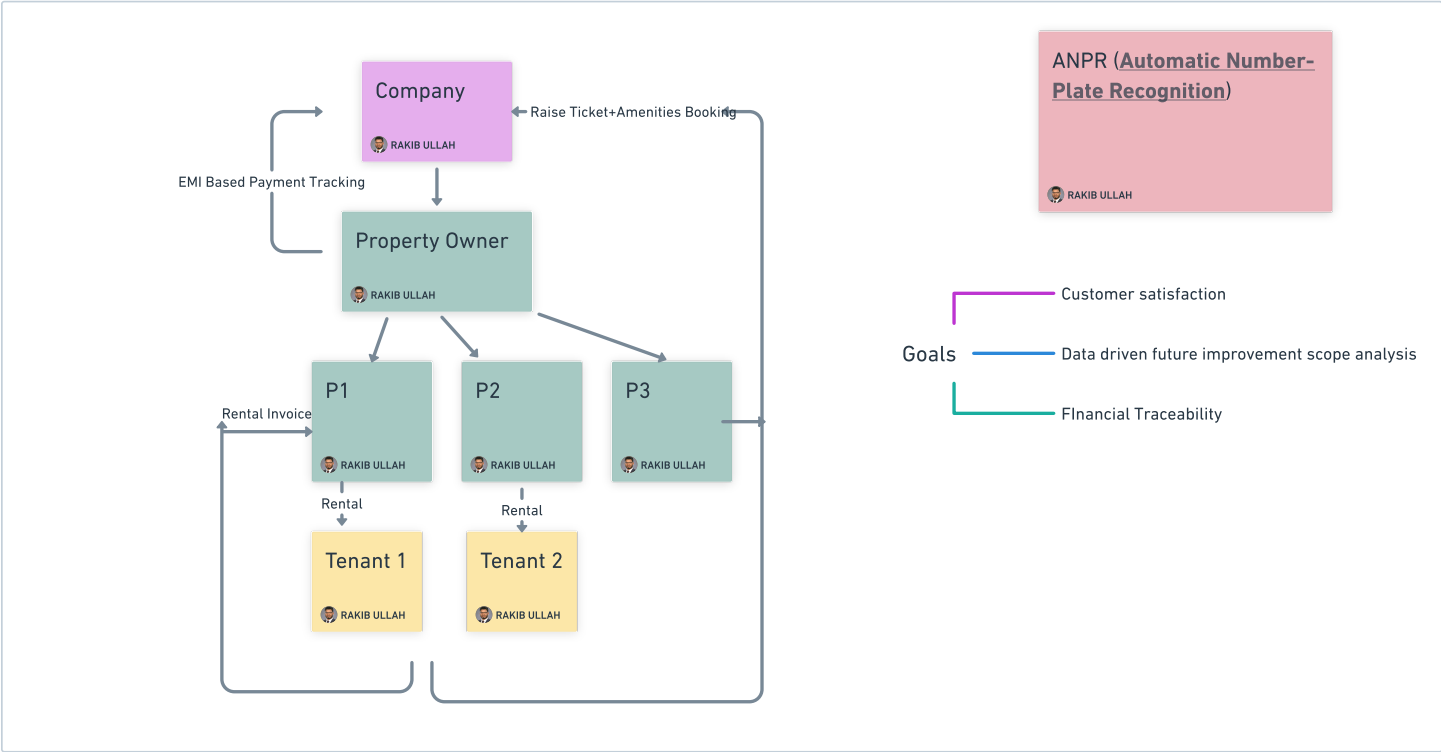 Company
RAKIB ULLAH
Raise Ticket+Amenities Booking
ANPR (Automatic Number-
Plate Recognition)
RAKIB ULLAH
EMI Based Payment Tracking
Property Owner
RAKIB ULLAH
P1
RAKIB ULLAH
P2
RAKIB ULLAH
P3
RAKIB ULLAH
Rental Invoice
Rental
Rental
Tenant 1
RAKIB ULLAH
Tenant 2
RAKIB ULLAH
Goals
Customer satisfaction
Data driven future improvement scope analysis
FInancial Traceability